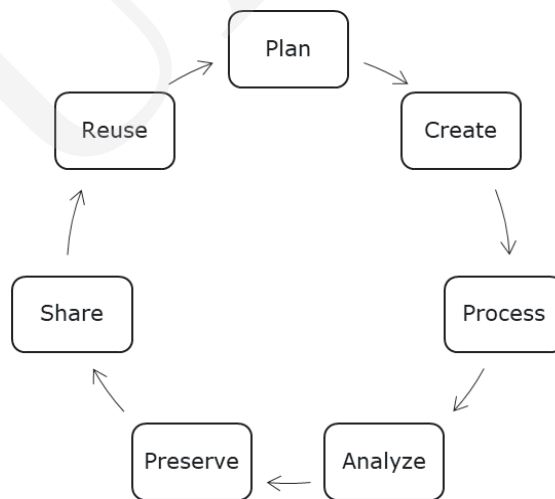 Plan
Create
Process
Analyze
Preserve
Share
Reuse